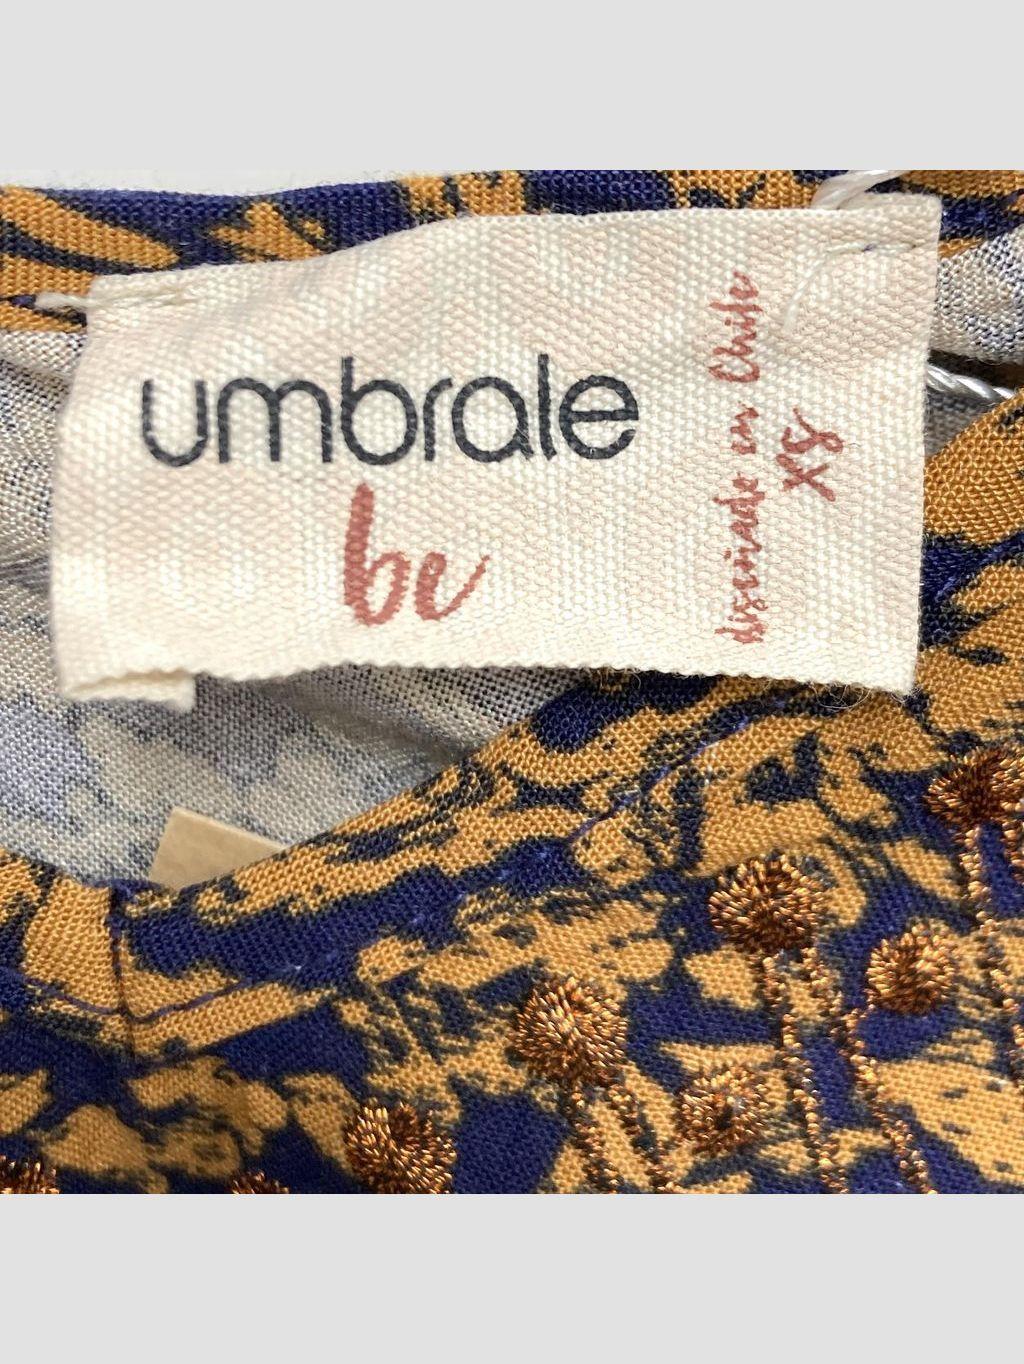 umbrale
be
diseñado en Chile
XS